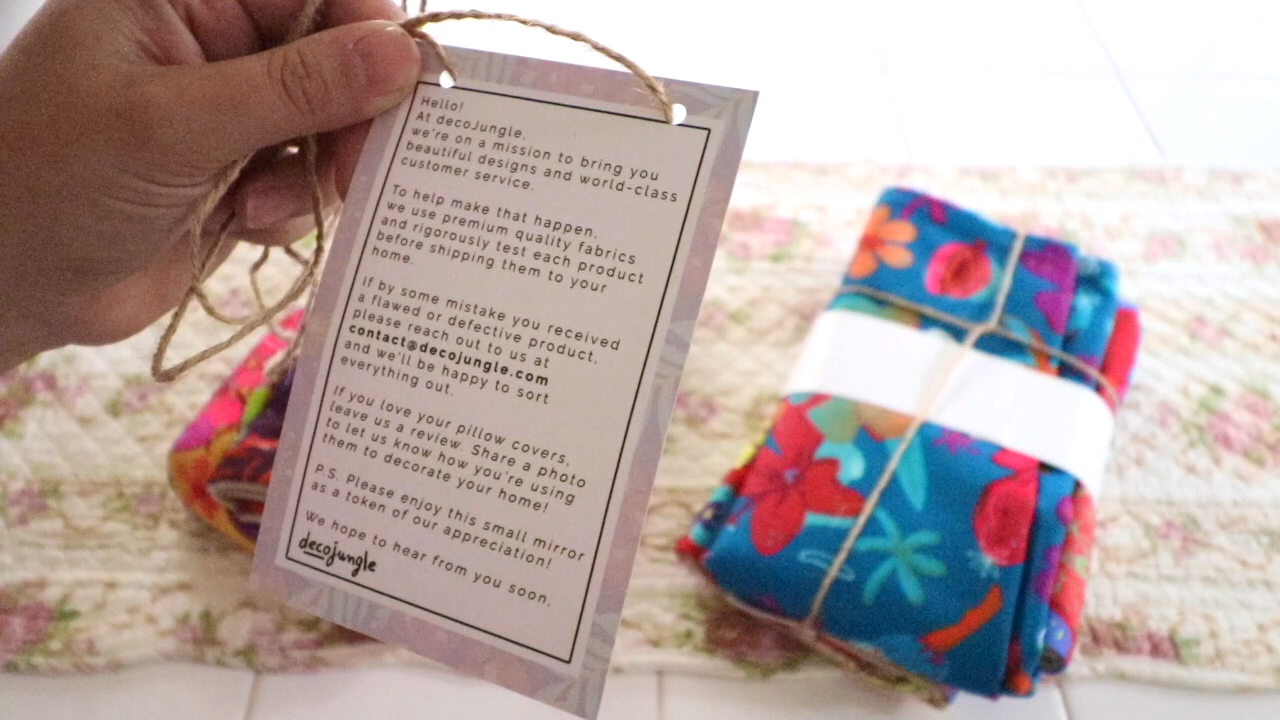 Hello!
At decoJungle,
we're on a mission to bring you
beautiful designs and world-class
customer service.
To help make that happen,
we use premium quality fabrics
and rigorously test each product
before shipping them to your
home.
If by some mistake you received
a flawed or defective product,
please reach out to us at
contact@decojungle.com
and we'll be happy to sort
everything out.
If you love your pillow covers,
leave us a review. Share a photo
to let us know how you're using
them to decorate your home!
P.S. Please enjoy this small mirror
as a token of our appreciation!
We hope to hear from you soon,
decojungle